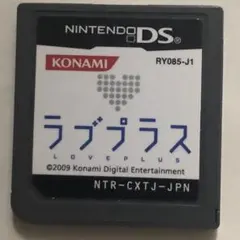 NINTENDO DS
KONAMI
RY085-J1
ラブプラス
LOVEPLUS
©2009 Konami Digital Entertainment
NTR-CXTJ-JPN